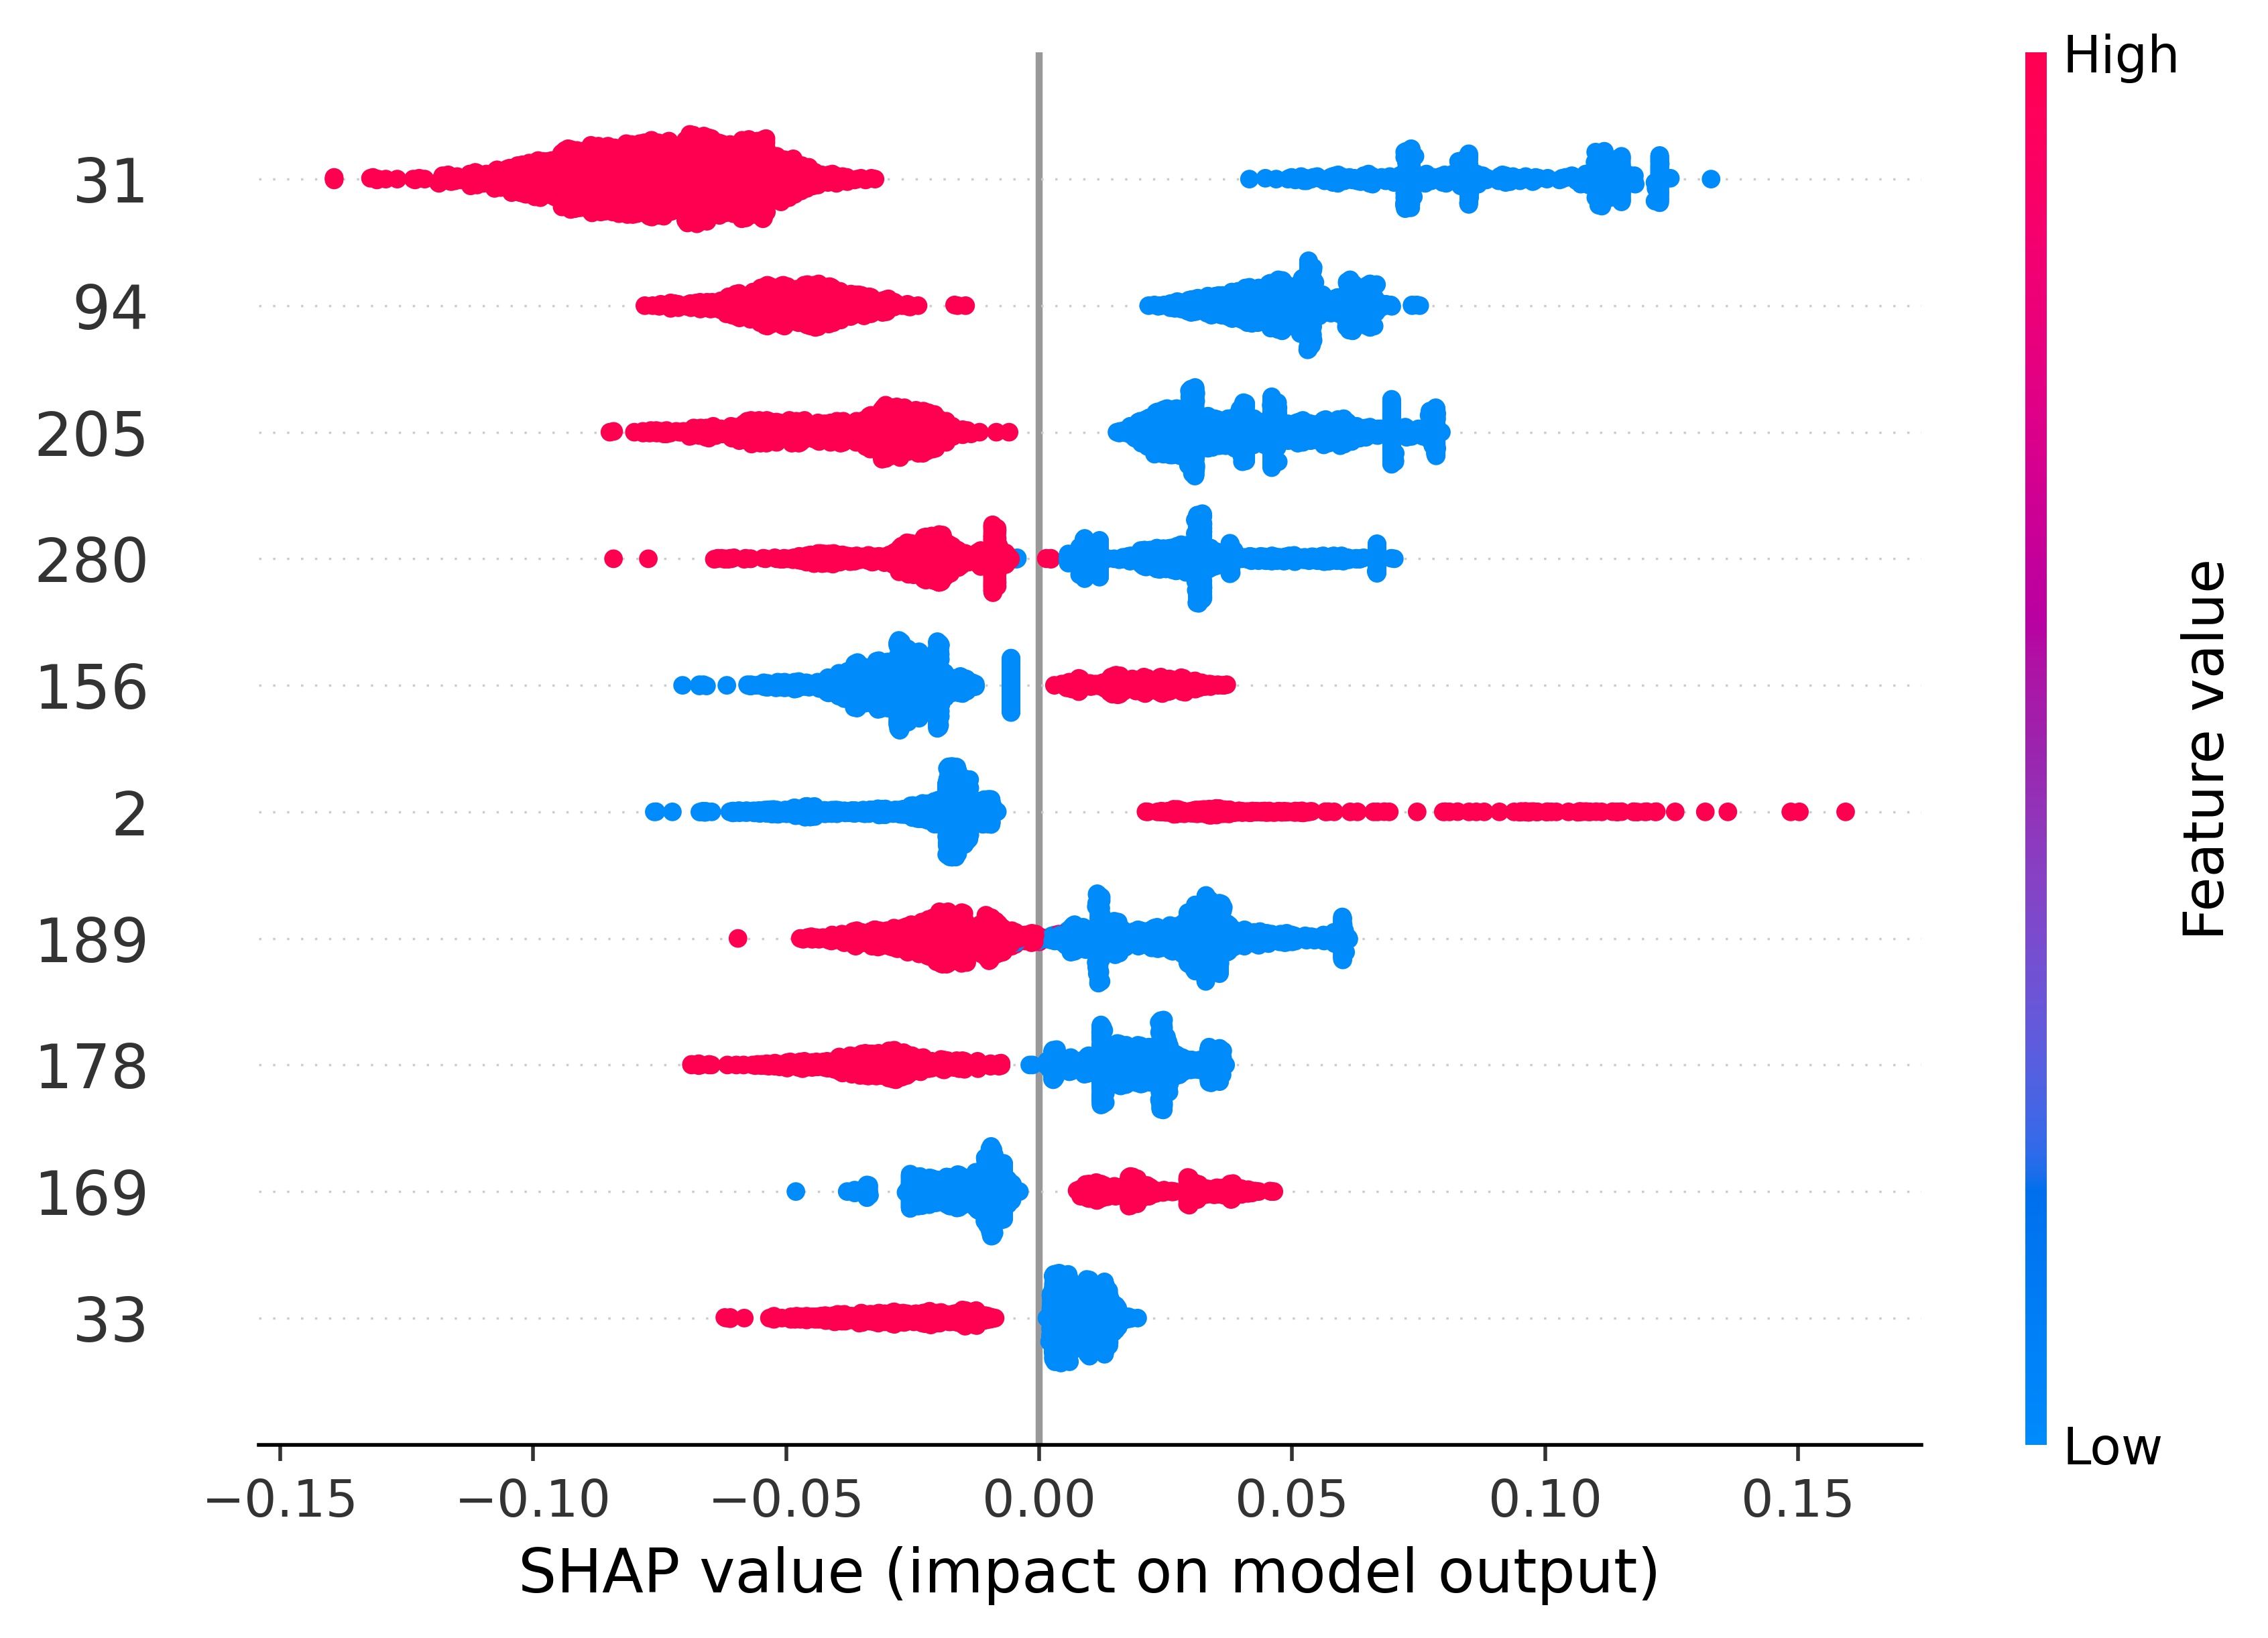 High
31
94
205
280
156
2
189
178
169
33
Feature value
Low
−0.15 −0.10 −0.05 0.00 0.05 0.10 0.15
SHAP value (impact on model output)